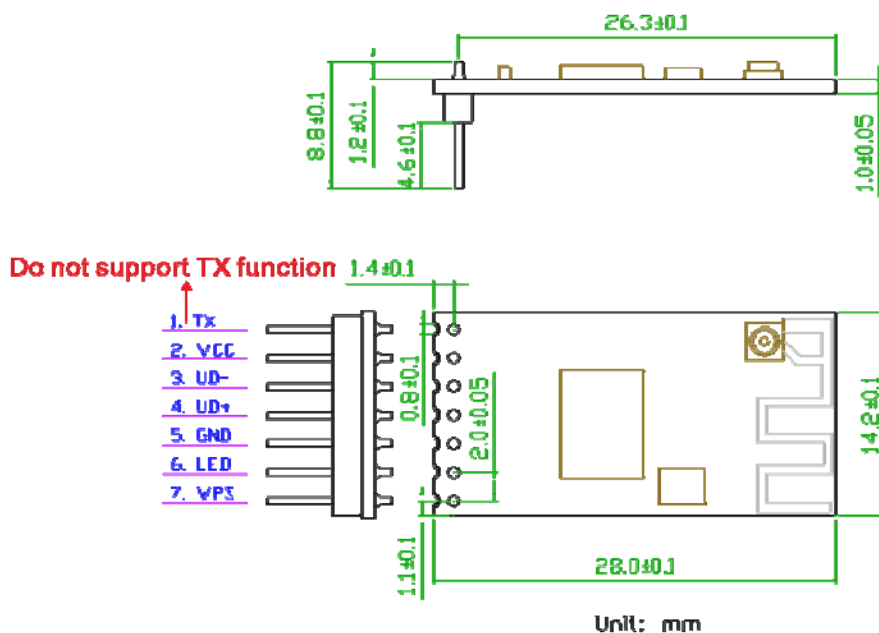 26.3±0.1
8.8±0.1
1.2±0.1
4.6±0.1
1.0±0.05
Do not support TX function
1.4±0.1
1. TX
2. VCC
3. UD-
4. UD+
5. GND
6. LED
7. WPS
0.8±0.1
2.0±0.05
14.2±0.1
1.1±0.1
28.0±0.1
Unit: mm